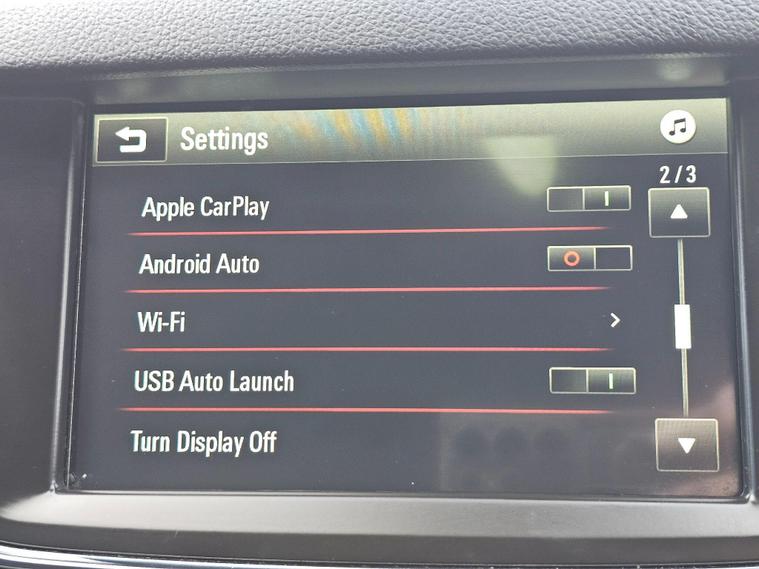 Settings
2/3
Apple CarPlay
Android Auto
Wi-Fi
USB Auto Launch
Turn Display Off